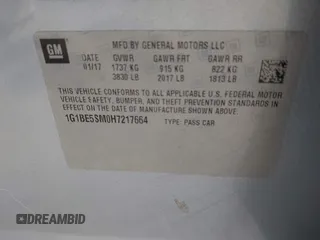 GM
MFD BY GENERAL MOTORS LLC
DATE GVWR GAWR FRT GAWR RR
01/17 1737 KG 915 KG 822 KG
3830 LB 2017 LB 1813 LB
THIS VEHICLE CONFORMS TO ALL APPLICABLE U.S. FEDERAL MOTOR
VEHICLE SAFETY, BUMPER, AND THEFT PREVENTION STANDARDS IN
EFFECT ON THE DATE OF MANUFACTURE SHOWN ABOVE.
1G1BE5SM0H7217664 TYPE: PASS CAR
DREAMBID